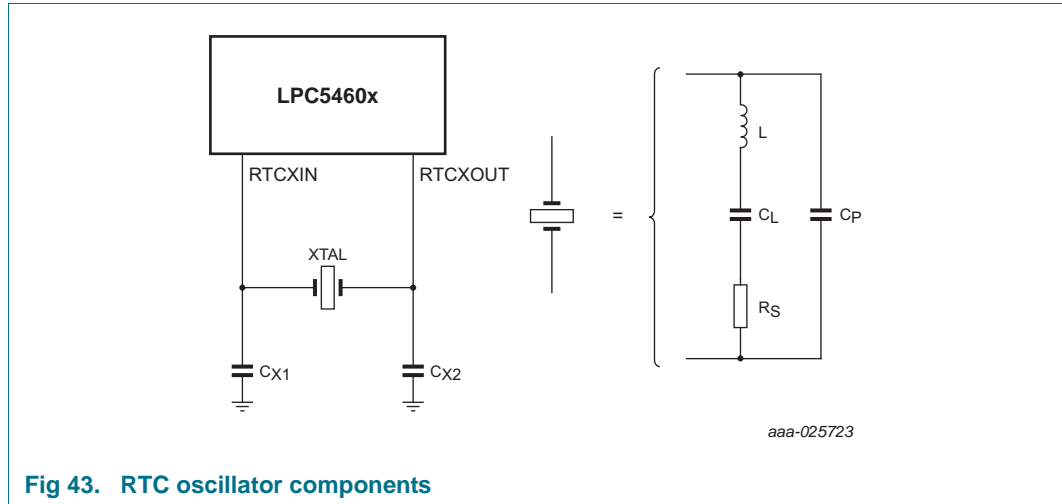 LPC5460x
RTCXIN
RTCXOUT
XTAL
=
L
CL
CP
RS
CX1
CX2
aaa-025723
Fig 43. RTC oscillator components